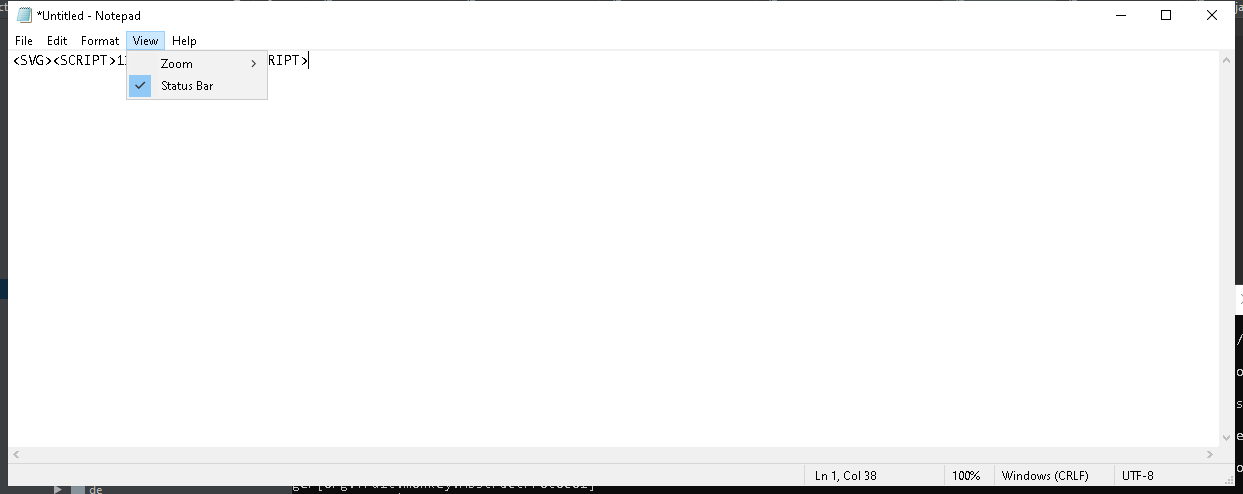 *Untitled - Notepad
File Edit Format View Help
<SVG><SCRIPT>1
RIPT>
Zoom
Status Bar
Ln 1, Col 38
100%
Windows (CRLF)
UTF-8
de